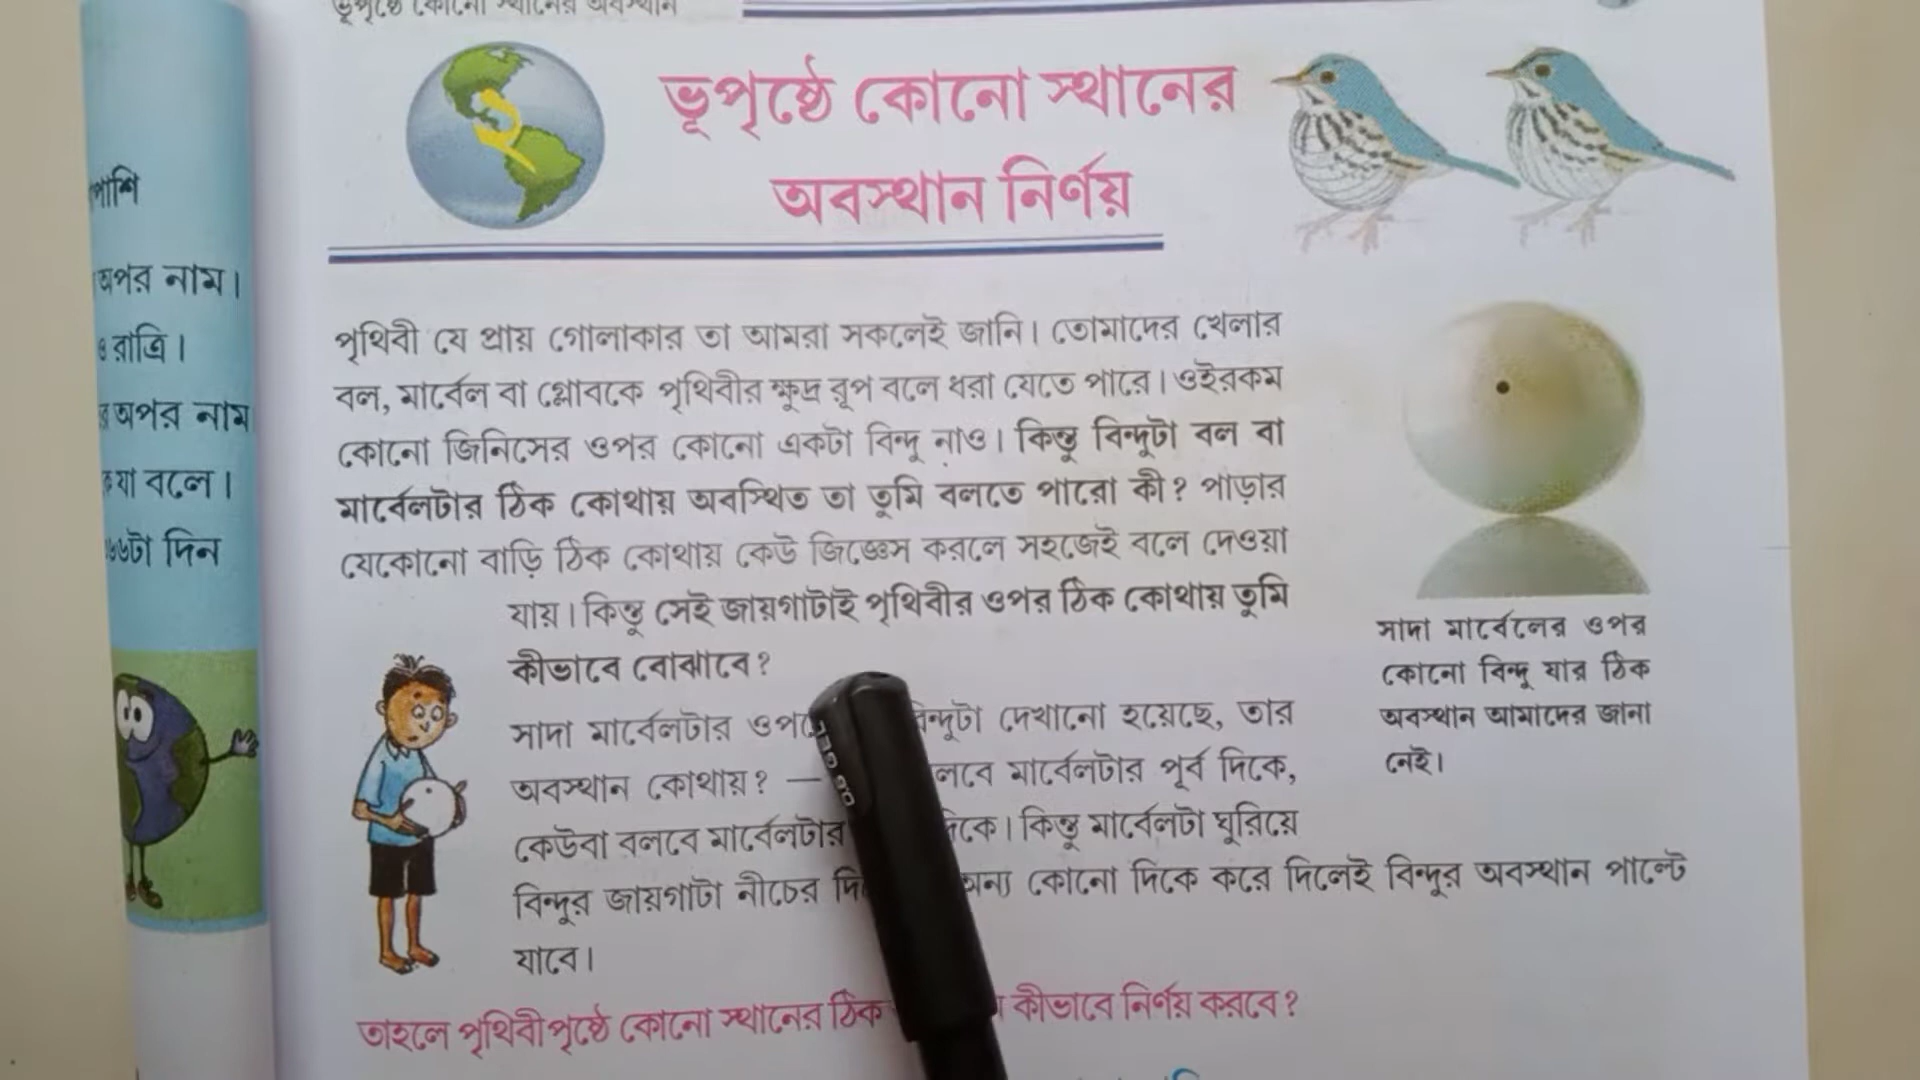 ভূপৃষ্ঠে কোনো স্থানের অবস্থান
ভূপৃষ্ঠে কোনো স্থানের
অবস্থান নির্ণয়
পৃথিবী যে প্রায় গোলাকার তা আমরা সকলেই জানি। তোমাদের খেলার
বল, মার্বেল বা গ্লোবকে পৃথিবীর ক্ষুদ্র রূপ বলে ধরা যেতে পারে। ওইরকম
কোনো জিনিসের ওপর কোনো একটা বিন্দু নাও। কিন্তু বিন্দুটা বল বা
মার্বেলটার ঠিক কোথায় অবস্থিত তা তুমি বলতে পারো কী? পাড়ার
যেকোনো বাড়ি ঠিক কোথায় কেউ জিজ্ঞেস করলে সহজেই বলে দেওয়া
যায়। কিন্তু সেই জায়গাটাই পৃথিবীর ওপর ঠিক কোথায় তুমি
কীভাবে বোঝাবে?
সাদা মার্বেলটার দেখানো হয়েছে, তার
অবস্থান কোথায়? — মার্বেলটার পূর্ব দিকে,
কেউবা বলবে মার্বেলটার কিন্তু মার্বেলটা ঘুরিয়ে
বিন্দুর জায়গাটা নীচের অন্য কোনো দিকে করে দিলেই বিন্দুর অবস্থান পাল্টে
যাবে।
তাহলে পৃথিবীপৃষ্ঠে কোনো স্থানের ঠিক কীভাবে নির্ণয় করবে?
সাদা মার্বেলের ওপর
কোনো বিন্দু যার ঠিক
অবস্থান আমাদের জানা
নেই।
অপর নাম।
ও রাত্রি।
অপর নাম
যা বলে।
দিন